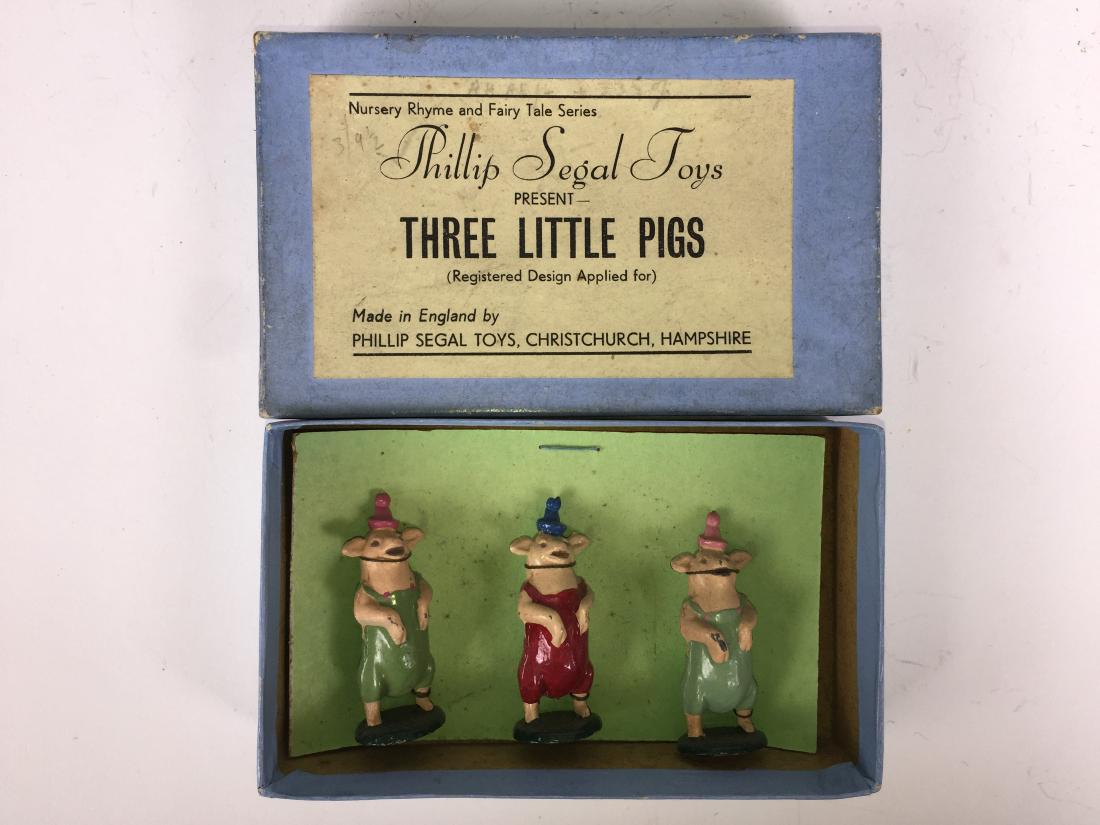 Nursery Rhyme and Fairy Tale Series
Phillip Segal Toys
PRESENT—
THREE LITTLE PIGS
(Registered Design Applied for)
Made in England by
PHILLIP SEGAL TOYS, CHRISTCHURCH, HAMPSHIRE